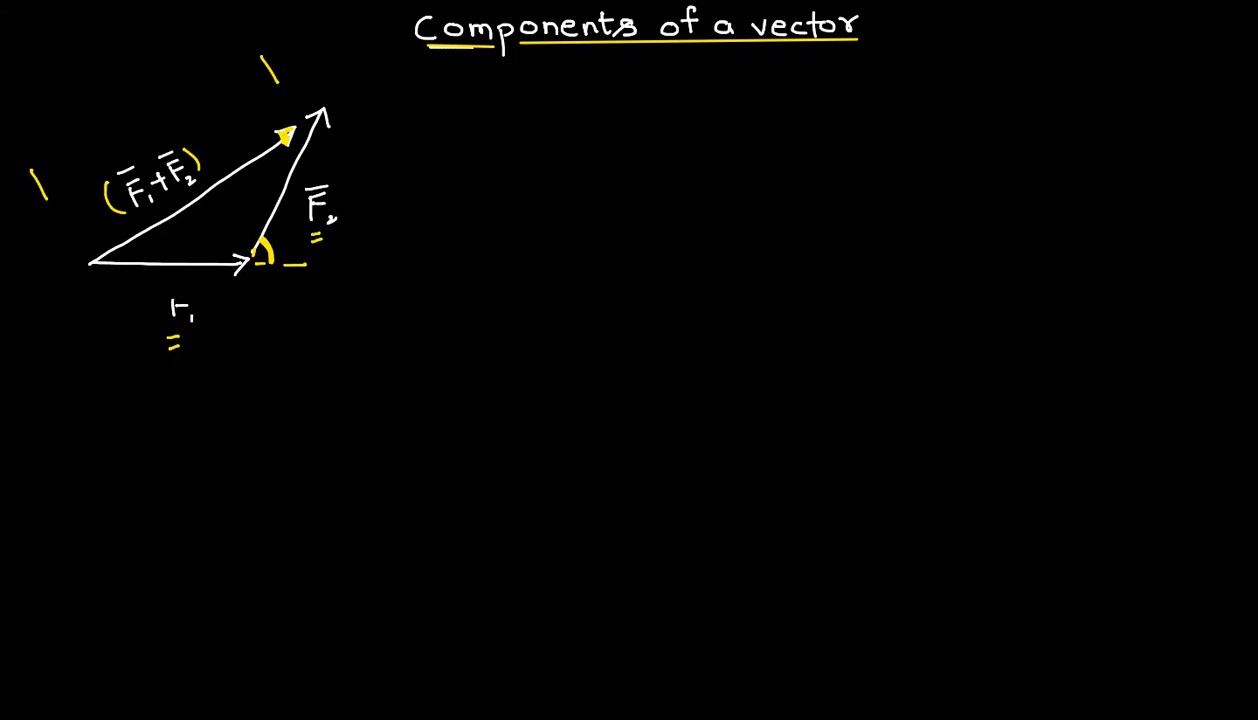 Components of a vector
(F̅₁+F̅₂)
F̅₂
F₁